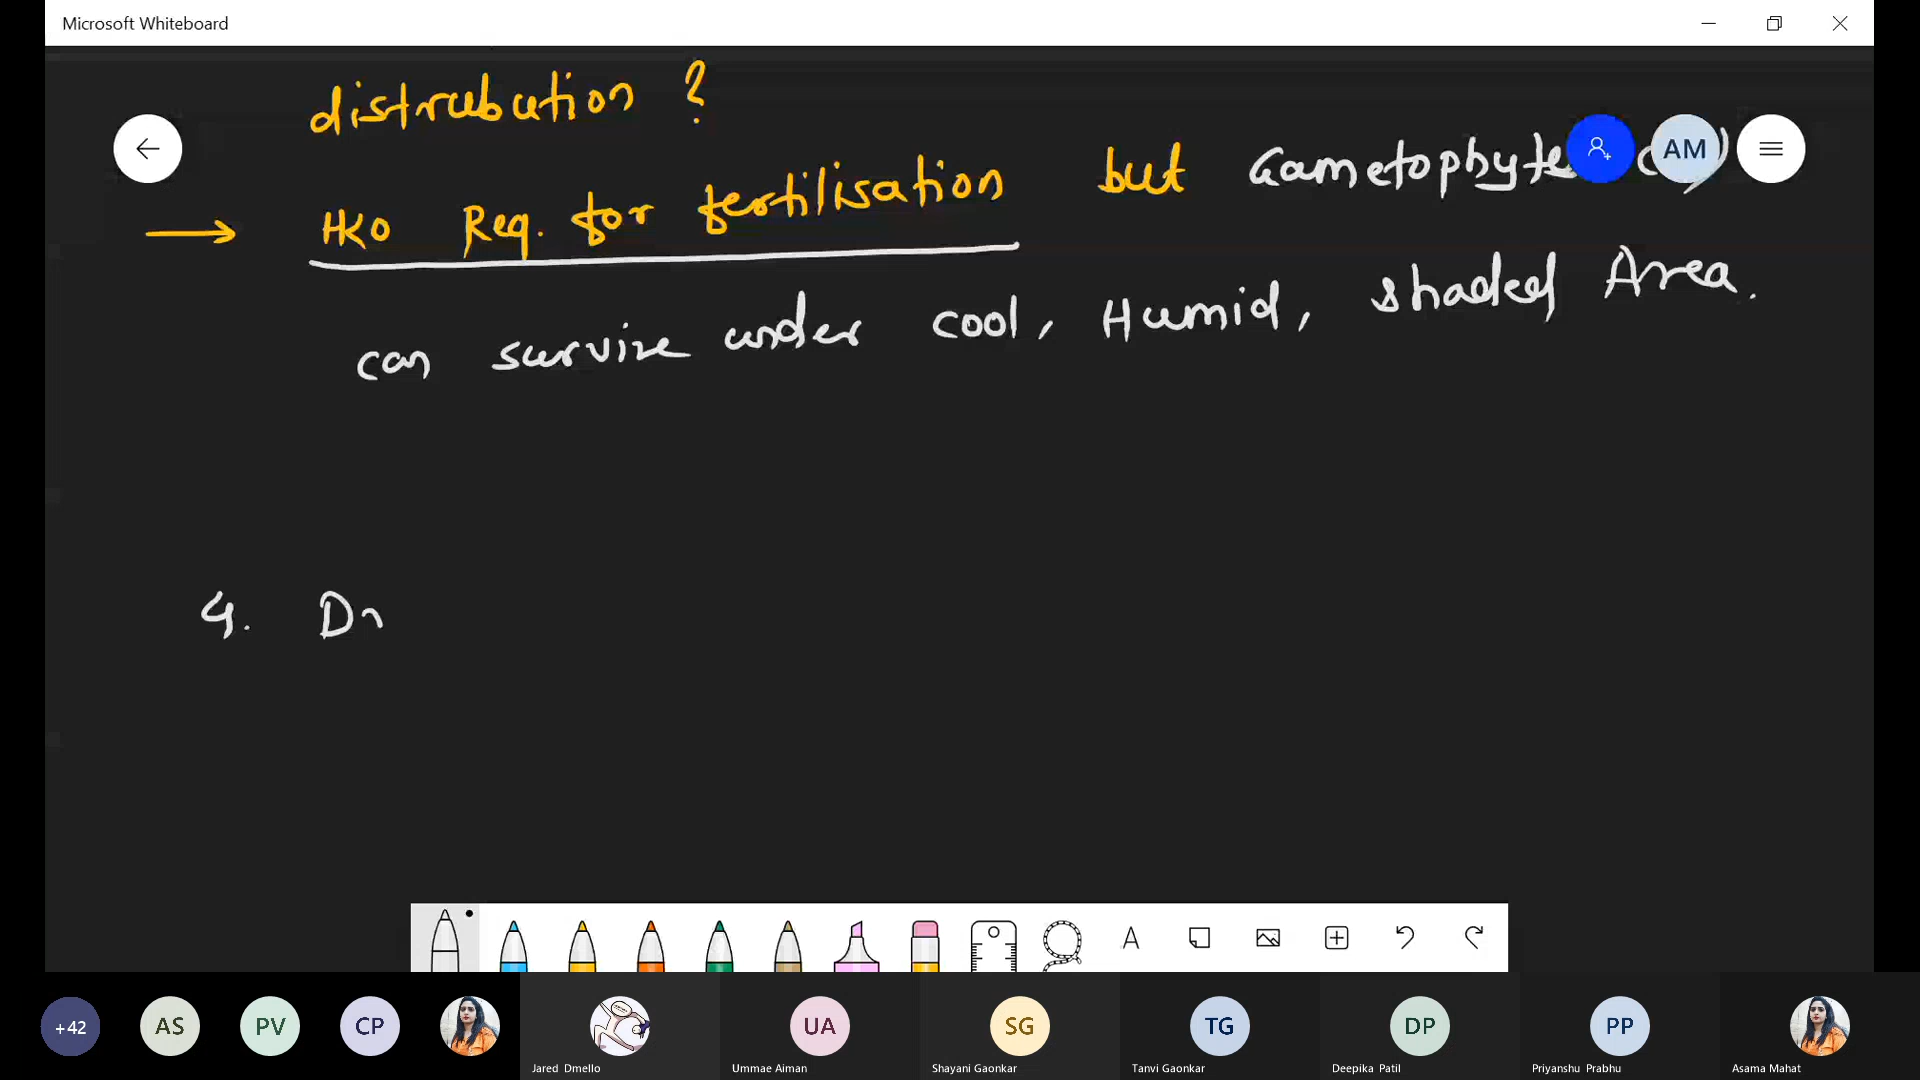 Microsoft Whiteboard
distrubution ?
→ H2O Req. for fertilisation but Gametophyte
AM
can survive under cool, Humid, shaded Area.
4. Dr
A
+42 AS PV CP UA SG TG DP PP
Jared Dmello Ummae Aiman Shayani Gaonkar Tanvi Gaonkar Deepika Patil Priyanshu Prabhu Asama Mahat